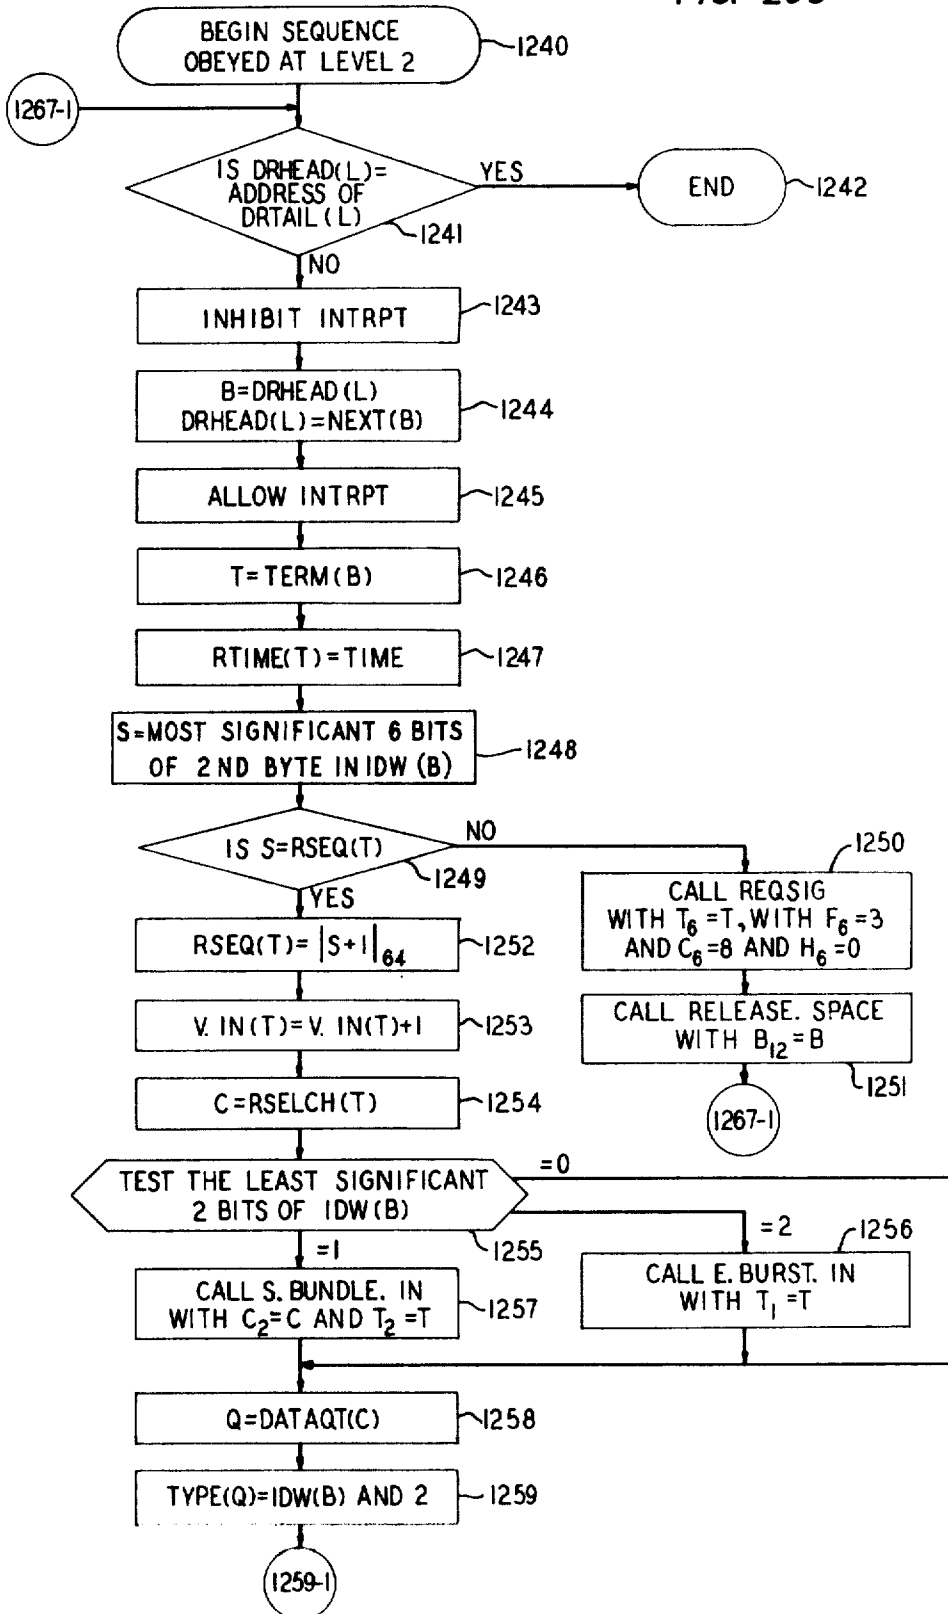 BEGIN SEQUENCE
OBEYED AT LEVEL 2
1240
1267-1
IS DRHEAD(L)=
ADDRESS OF
DRTAIL(L)
1241
YES
END
1242
NO
INHIBIT INTRPT
1243
B=DRHEAD(L)
DRHEAD(L)=NEXT(B)
1244
ALLOW INTRPT
1245
T=TERM(B)
1246
RTIME(T)=TIME
1247
S=MOST SIGNIFICANT 6 BITS
OF 2ND BYTE IN IDW(B)
1248
IS S=RSEQ(T)
1249
NO
1250
CALL REQSIG
WITH T6=T, WITH F6=3
AND C6=8 AND H6=0
YES
RSEQ(T)=|S+1|64
1252
CALL RELEASE. SPACE
WITH B12=B
1251
V. IN(T)=V. IN(T)+1
1253
C=RSELCH(T)
1254
1267-1
TEST THE LEAST SIGNIFICANT
2 BITS OF IDW(B)
1255
=0
=2
1256
=1
CALL E. BURST. IN
WITH T1=T
CALL S. BUNDLE. IN
WITH C2=C AND T2=T
1257
Q=DATAQT(C)
1258
TYPE(Q)=IDW(B) AND 2
1259
1259-1